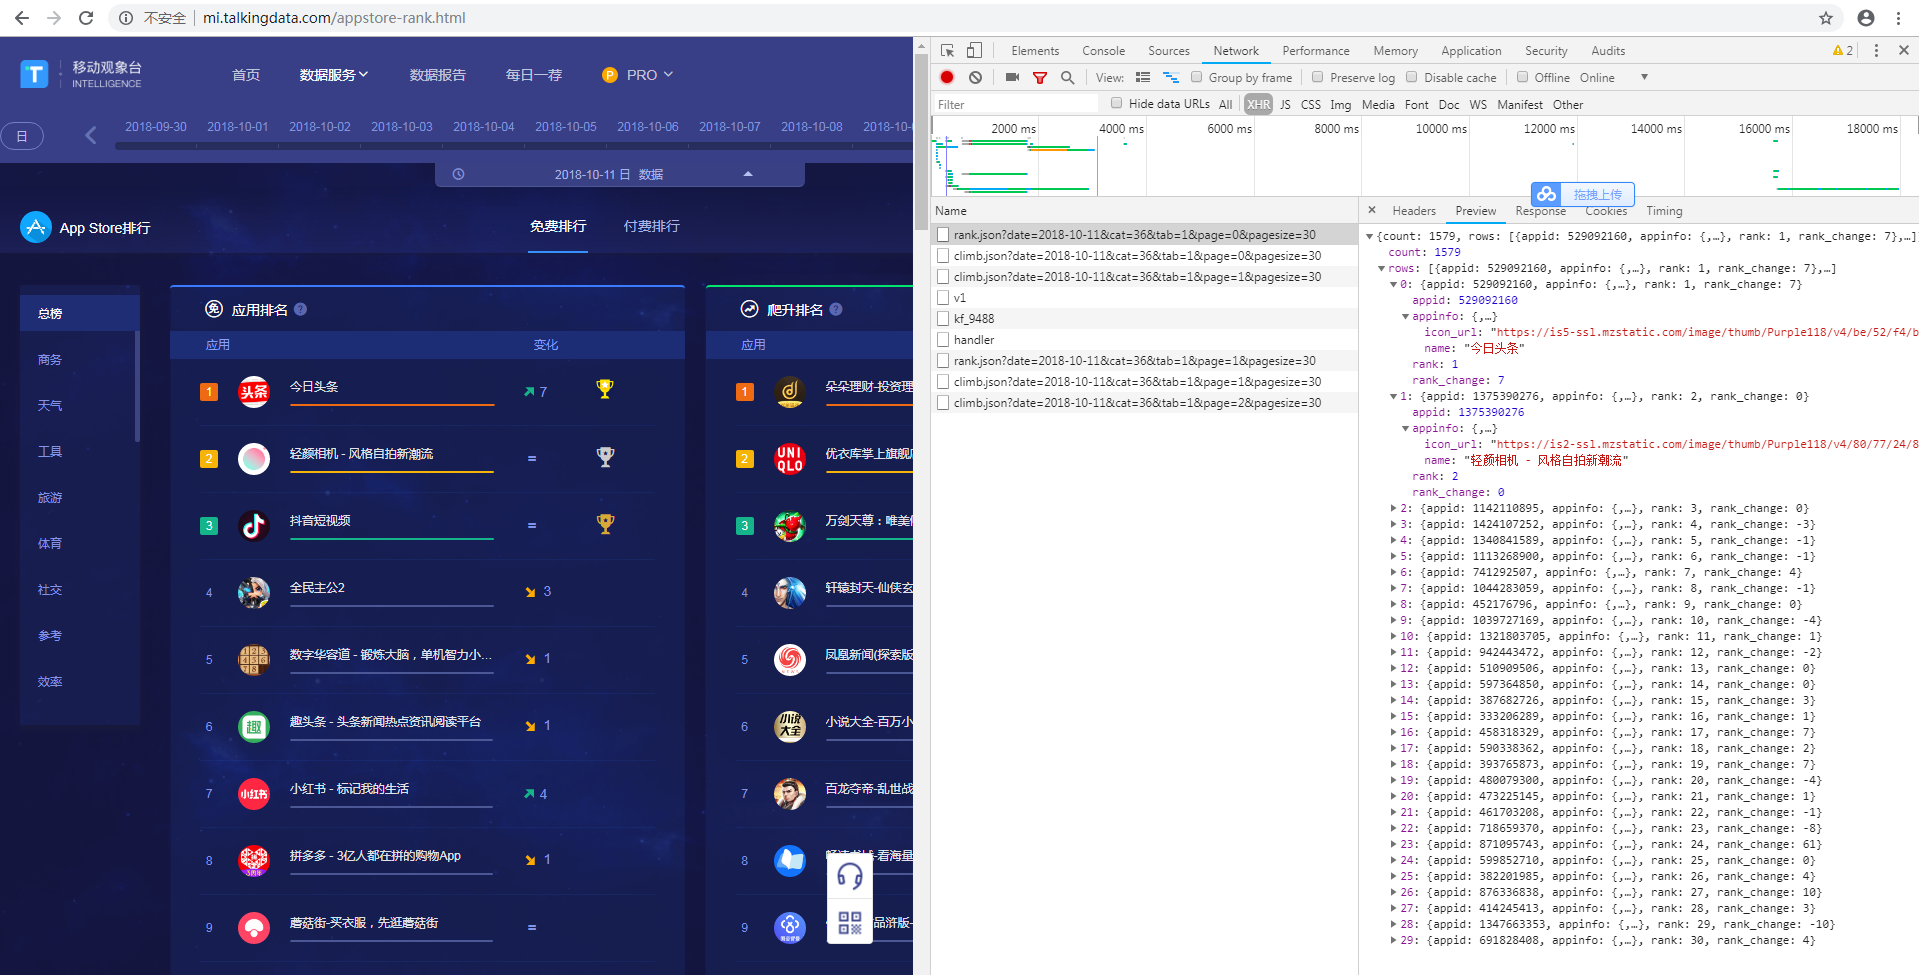 不安全 mi.talkingdata.com/appstore-rank.html
移动观象台
INTELLIGENCE
首页
数据服务
数据报告
每日一荐
P PRO
日
2018-09-30 2018-10-01 2018-10-02 2018-10-03 2018-10-04 2018-10-05 2018-10-06 2018-10-07 2018-10-08
2018-10-11 日 数据
App Store排行
免费排行
付费排行
总榜
商务
天气
工具
旅游
体育
社交
参考
效率
免 应用排名 ?
应用 变化
1 头条 今日头条 7
2 轻颜相机 - 风格自拍新潮流 =
3 抖音短视频 =
4 全民主公2 3
5 数字华容道 - 锻炼大脑，单机智力小... 1
6 趣 趣头条 - 头条新闻热点资讯阅读平台 1
7 小红书 小红书 - 标记我的生活 4
8 拼多多 - 3亿人都在拼的购物App 1
9 蘑菇街-买衣服，先逛蘑菇街 =
爬升排名 ?
应用
1 朵朵理财-投资理
2 UNI QLO 优衣库掌上旗舰
3 万剑天尊：唯美
4 轩辕封天-仙侠玄
5 凤凰新闻(探索版
6 小说大全 小说大全-百万小
7 百龙夺帝-乱世战
8 看海量
9 品浒版-
Elements Console Sources Network Performance Memory Application Security Audits 2
View: Group by frame Preserve log Disable cache Offline Online
Filter Hide data URLs All XHR JS CSS Img Media Font Doc WS Manifest Other
2000 ms 4000 ms 6000 ms 8000 ms 10000 ms 12000 ms 14000 ms 16000 ms 18000 ms
拖拽上传
Name
rank.json?date=2018-10-11&cat=36&tab=1&page=0&pagesize=30
climb.json?date=2018-10-11&cat=36&tab=1&page=0&pagesize=30
climb.json?date=2018-10-11&cat=36&tab=1&page=1&pagesize=30
v1
kf_9488
handler
rank.json?date=2018-10-11&cat=36&tab=1&page=1&pagesize=30
climb.json?date=2018-10-11&cat=36&tab=1&page=1&pagesize=30
climb.json?date=2018-10-11&cat=36&tab=1&page=2&pagesize=30
Headers Preview Response Cookies Timing
{count: 1579, rows: [{appid: 529092160, appinfo: {,…}, rank: 1, rank_change: 7},…]
count: 1579
rows: [{appid: 529092160, appinfo: {,…}, rank: 1, rank_change: 7},…]
0: {appid: 529092160, appinfo: {,…}, rank: 1, rank_change: 7}
appid: 529092160
appinfo: {,…}
icon_url: "https://is5-ssl.mzstatic.com/image/thumb/Purple118/v4/be/52/f4/b
name: "今日头条"
rank: 1
rank_change: 7
1: {appid: 1375390276, appinfo: {,…}, rank: 2, rank_change: 0}
appid: 1375390276
appinfo: {,…}
icon_url: "https://is2-ssl.mzstatic.com/image/thumb/Purple118/v4/80/77/24/8
name: "轻颜相机 - 风格自拍新潮流"
rank: 2
rank_change: 0
2: {appid: 1142110895, appinfo: {,…}, rank: 3, rank_change: 0}
3: {appid: 1424107252, appinfo: {,…}, rank: 4, rank_change: -3}
4: {appid: 1340841589, appinfo: {,…}, rank: 5, rank_change: -1}
5: {appid: 1113268900, appinfo: {,…}, rank: 6, rank_change: -1}
6: {appid: 741292507, appinfo: {,…}, rank: 7, rank_change: 4}
7: {appid: 1044283059, appinfo: {,…}, rank: 8, rank_change: -1}
8: {appid: 452176796, appinfo: {,…}, rank: 9, rank_change: 0}
9: {appid: 1039727169, appinfo: {,…}, rank: 10, rank_change: -4}
10: {appid: 1321803705, appinfo: {,…}, rank: 11, rank_change: 1}
11: {appid: 942443472, appinfo: {,…}, rank: 12, rank_change: -2}
12: {appid: 510909506, appinfo: {,…}, rank: 13, rank_change: 0}
13: {appid: 597364850, appinfo: {,…}, rank: 14, rank_change: 0}
14: {appid: 387682726, appinfo: {,…}, rank: 15, rank_change: 3}
15: {appid: 333206289, appinfo: {,…}, rank: 16, rank_change: 1}
16: {appid: 458318329, appinfo: {,…}, rank: 17, rank_change: 7}
17: {appid: 590338362, appinfo: {,…}, rank: 18, rank_change: 2}
18: {appid: 393765873, appinfo: {,…}, rank: 19, rank_change: 7}
19: {appid: 480079300, appinfo: {,…}, rank: 20, rank_change: -4}
20: {appid: 473225145, appinfo: {,…}, rank: 21, rank_change: 1}
21: {appid: 461703208, appinfo: {,…}, rank: 22, rank_change: -1}
22: {appid: 718659370, appinfo: {,…}, rank: 23, rank_change: -8}
23: {appid: 871095743, appinfo: {,…}, rank: 24, rank_change: 61}
24: {appid: 599852710, appinfo: {,…}, rank: 25, rank_change: 0}
25: {appid: 382201985, appinfo: {,…}, rank: 26, rank_change: 4}
26: {appid: 876336838, appinfo: {,…}, rank: 27, rank_change: 10}
27: {appid: 414245413, appinfo: {,…}, rank: 28, rank_change: 3}
28: {appid: 1347663353, appinfo: {,…}, rank: 29, rank_change: -10}
29: {appid: 691828408, appinfo: {,…}, rank: 30, rank_change: 4}